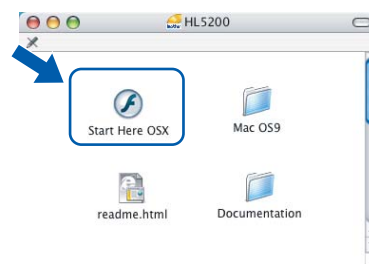 HL5200
Start Here OSX
Mac OS9
readme.html
Documentation